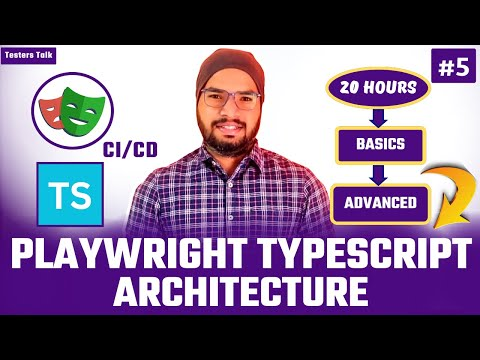 Testers Talk
#5
20 HOURS
CI/CD
BASICS
TS
ADVANCED
PLAYWRIGHT TYPESCRIPT
ARCHITECTURE